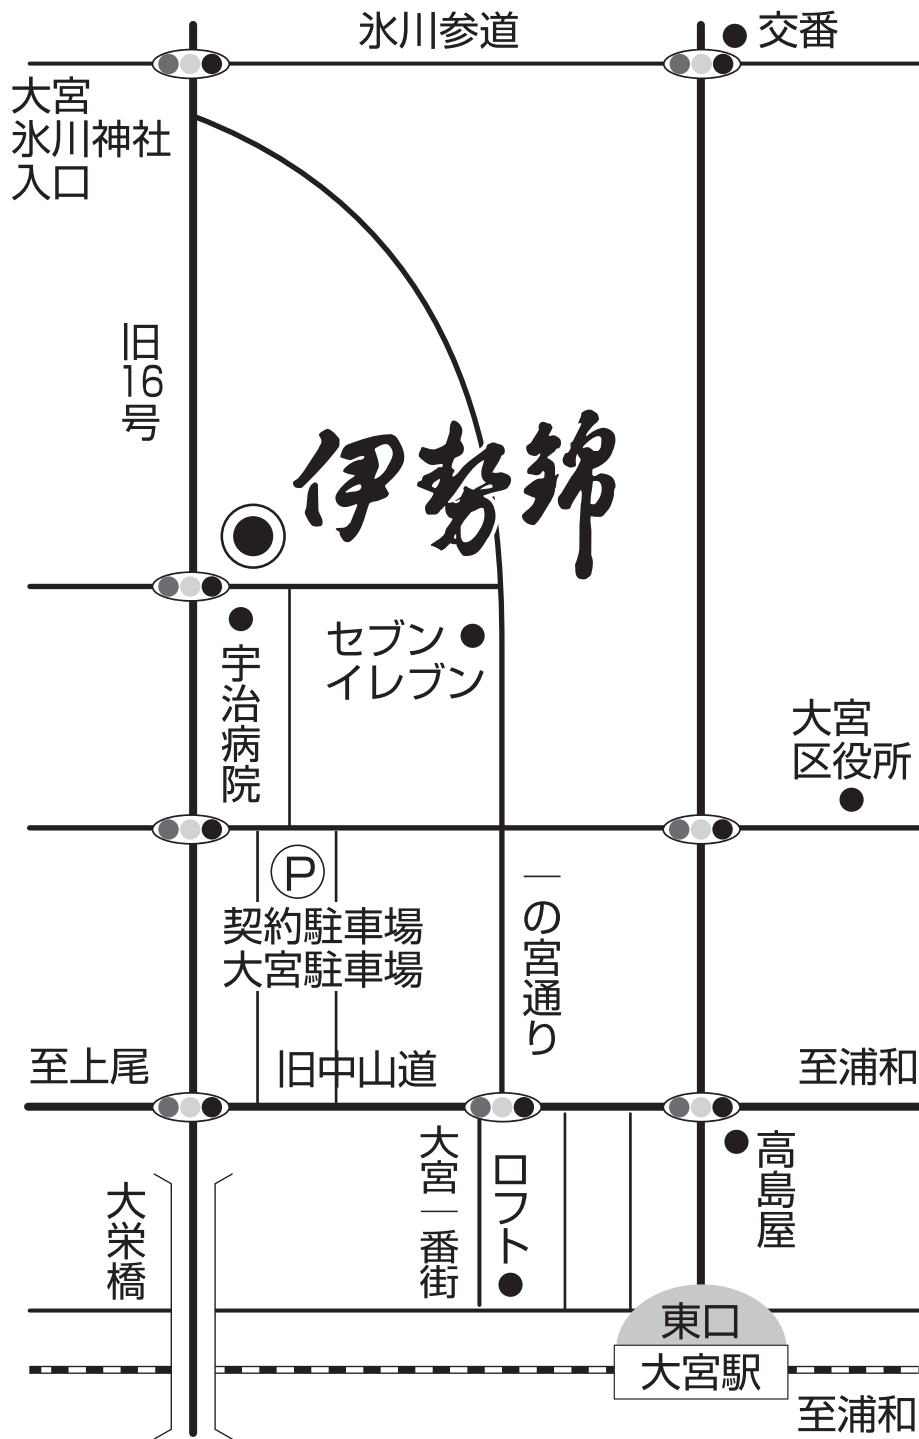 氷川参道
交番
大宮
氷川神社
入口
旧16号
伊勢錦
セブン
イレブン
宇治病院
大宮
区役所
P
契約駐車場
大宮駐車場
一の宮通り
至上尾
旧中山道
至浦和
大宮一番街
ロフト
高島屋
大栄橋
東口
大宮駅
至浦和